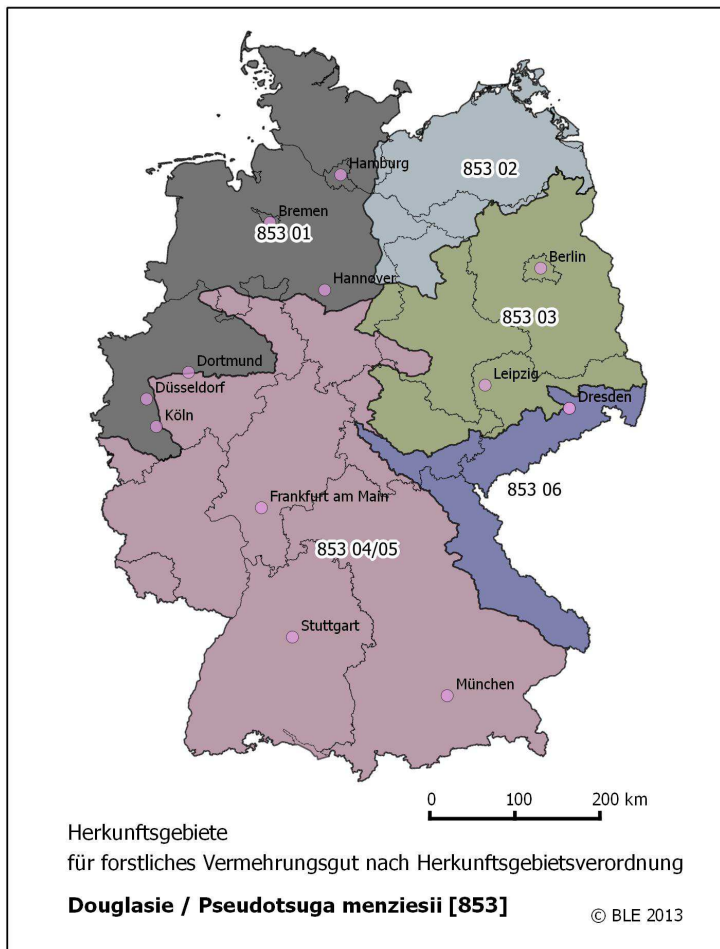 853 02
Hamburg
Bremen
853 01
Berlin
Hannover
853 03
Dortmund
Leipzig
Düsseldorf
Dresden
Köln
853 06
Frankfurt am Main
853 04/05
Stuttgart
München
0 100 200 km
Herkunftsgebiete
für forstliches Vermehrungsgut nach Herkunftsgebietsverordnung
Douglasie / Pseudotsuga menziesii [853]
© BLE 2013